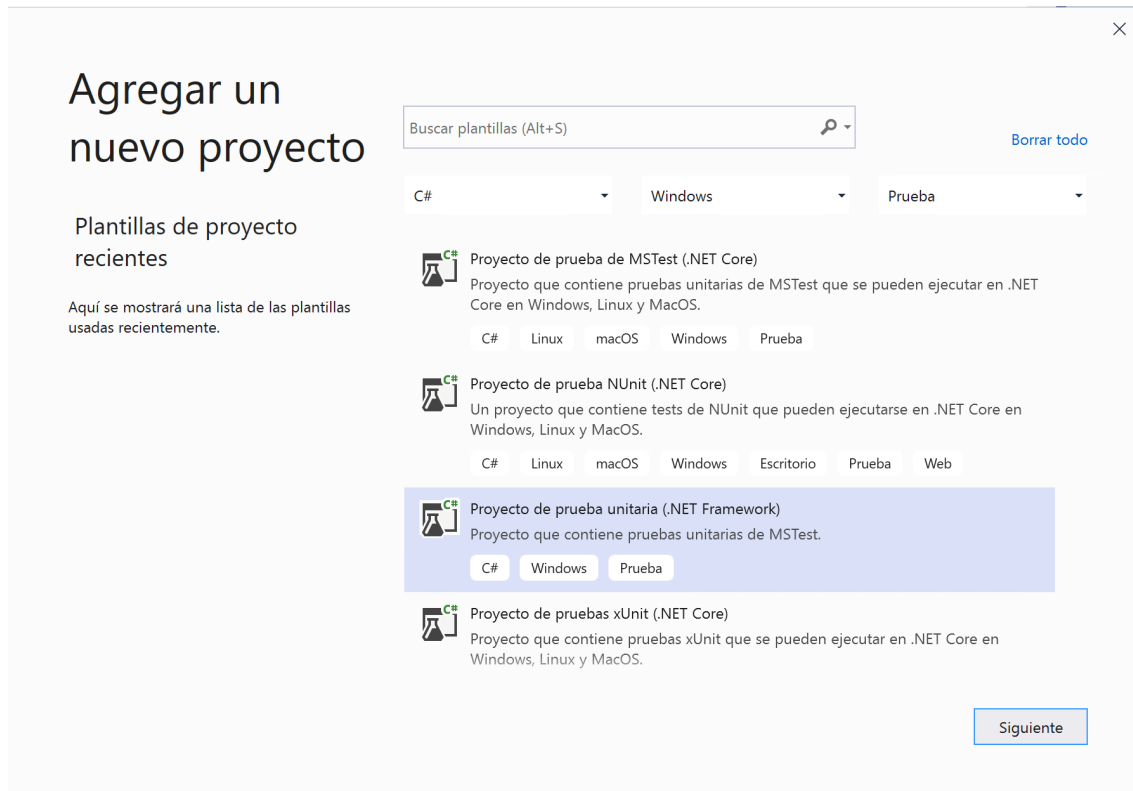 Agregar un
nuevo proyecto
Plantillas de proyecto
recientes
Aquí se mostrará una lista de las plantillas
usadas recientemente.
Buscar plantillas (Alt+S)
Borrar todo
C#
Windows
Prueba
C#
Proyecto de prueba de MSTest (.NET Core)
Proyecto que contiene pruebas unitarias de MSTest que se pueden ejecutar en .NET
Core en Windows, Linux y MacOS.
C#
Linux
macOS
Windows
Prueba
C#
Proyecto de prueba NUnit (.NET Core)
Un proyecto que contiene tests de NUnit que pueden ejecutarse en .NET Core en
Windows, Linux y MacOS.
C#
Linux
macOS
Windows
Escritorio
Prueba
Web
C#
Proyecto de prueba unitaria (.NET Framework)
Proyecto que contiene pruebas unitarias de MSTest.
C#
Windows
Prueba
C#
Proyecto de pruebas xUnit (.NET Core)
Proyecto que contiene pruebas xUnit que se pueden ejecutar en .NET Core en
Windows, Linux y MacOS.
Siguiente